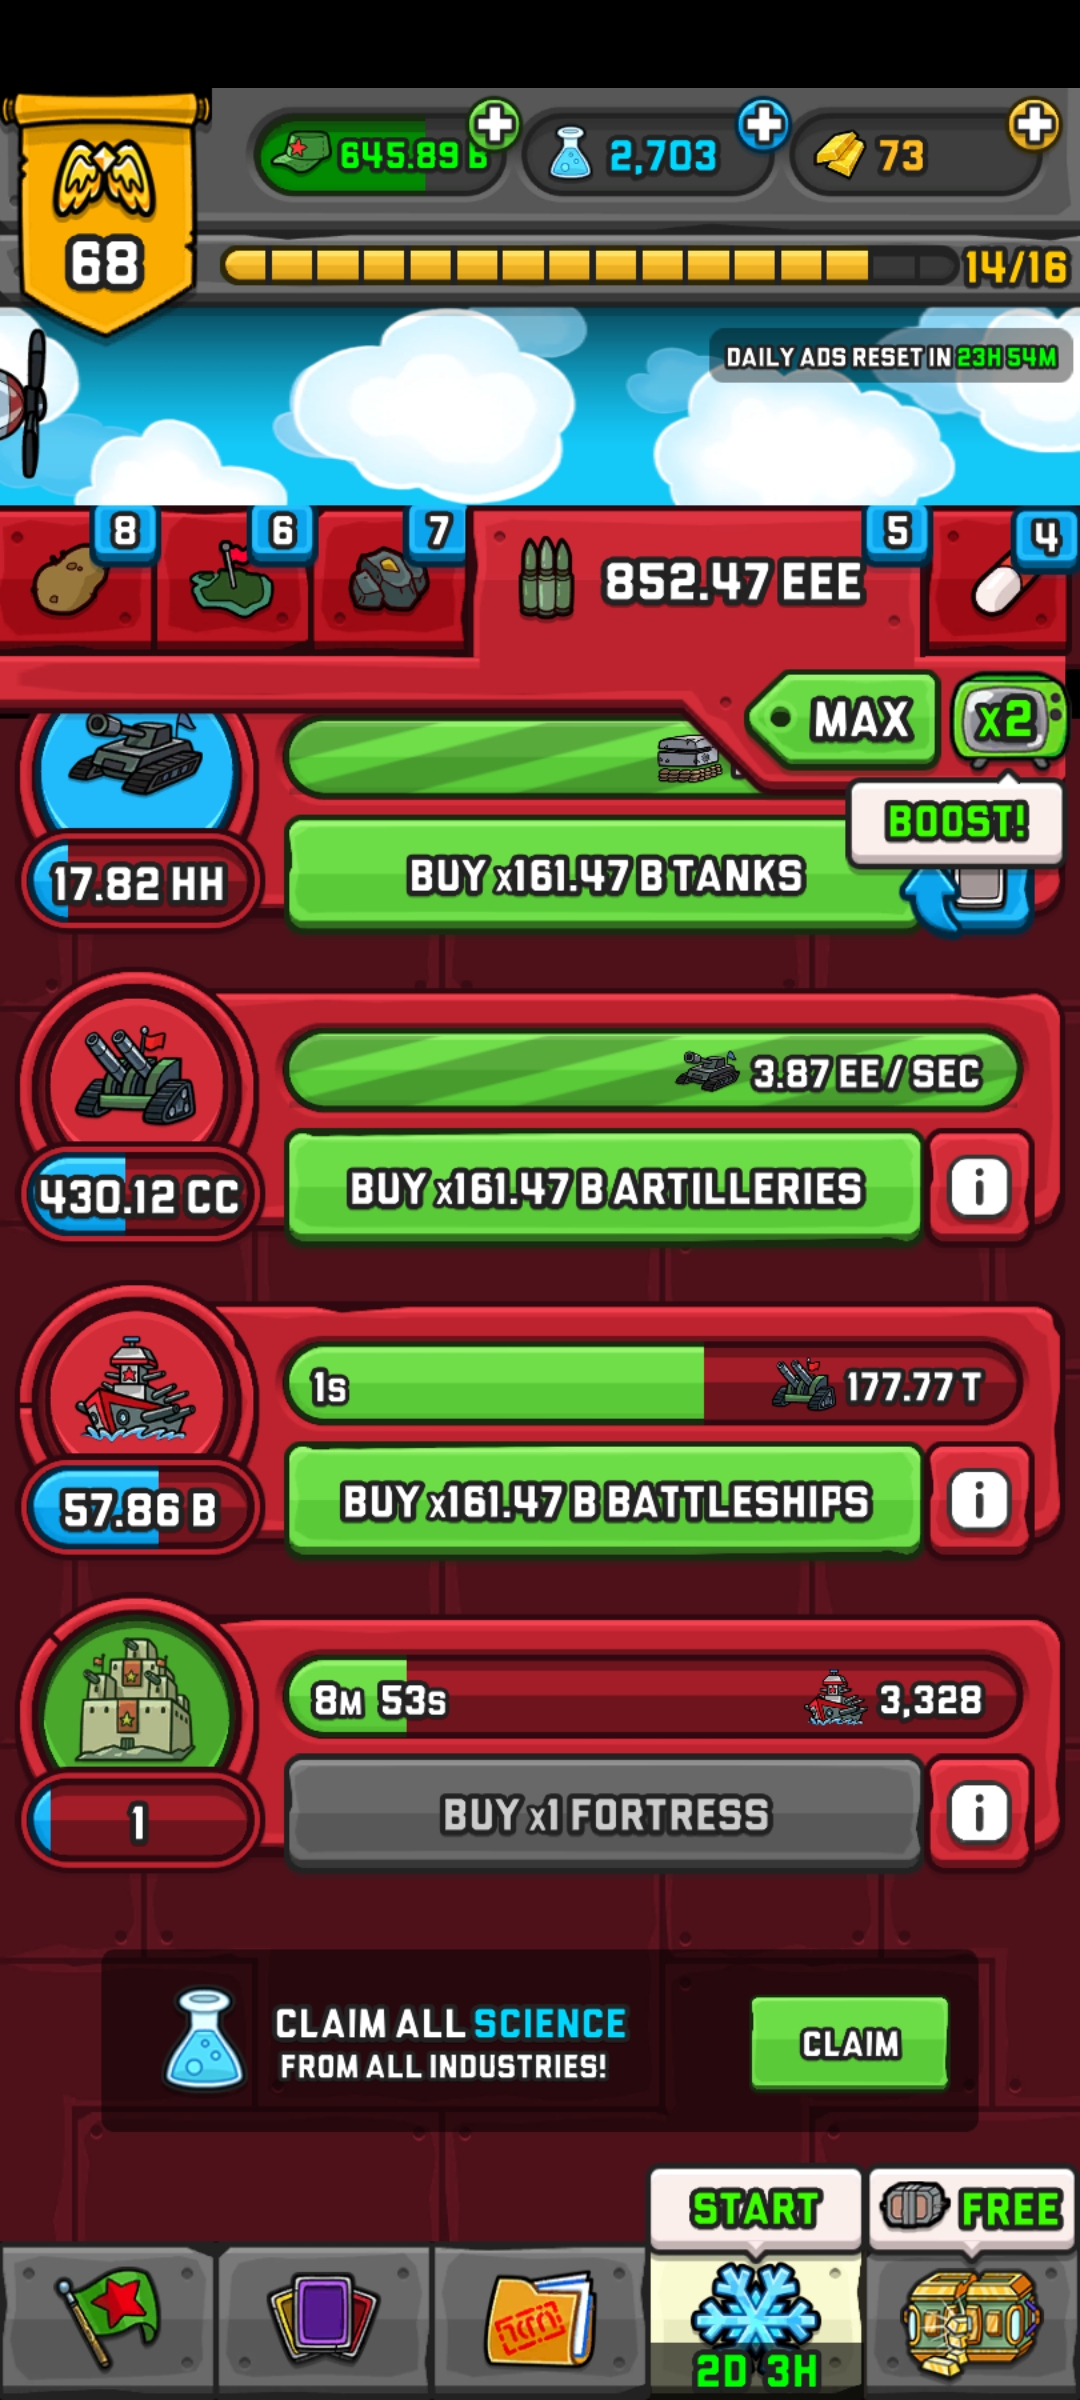 645.89 B
2,703
73
68
14/16
DAILY ADS RESET IN 23H 54M
8
6
7
852.47 EEE
5
4
MAX
x2
BOOST!
17.82 HH
BUY x161.47 B TANKS
3.87 EE / SEC
430.12 CC
BUY x161.47 B ARTILLERIES
1S
177.77 T
57.86 B
BUY x161.47 B BATTLESHIPS
8M 53S
3,328
1
BUY x1 FORTRESS
CLAIM ALL SCIENCE
FROM ALL INDUSTRIES!
CLAIM
START
FREE
2D 3H